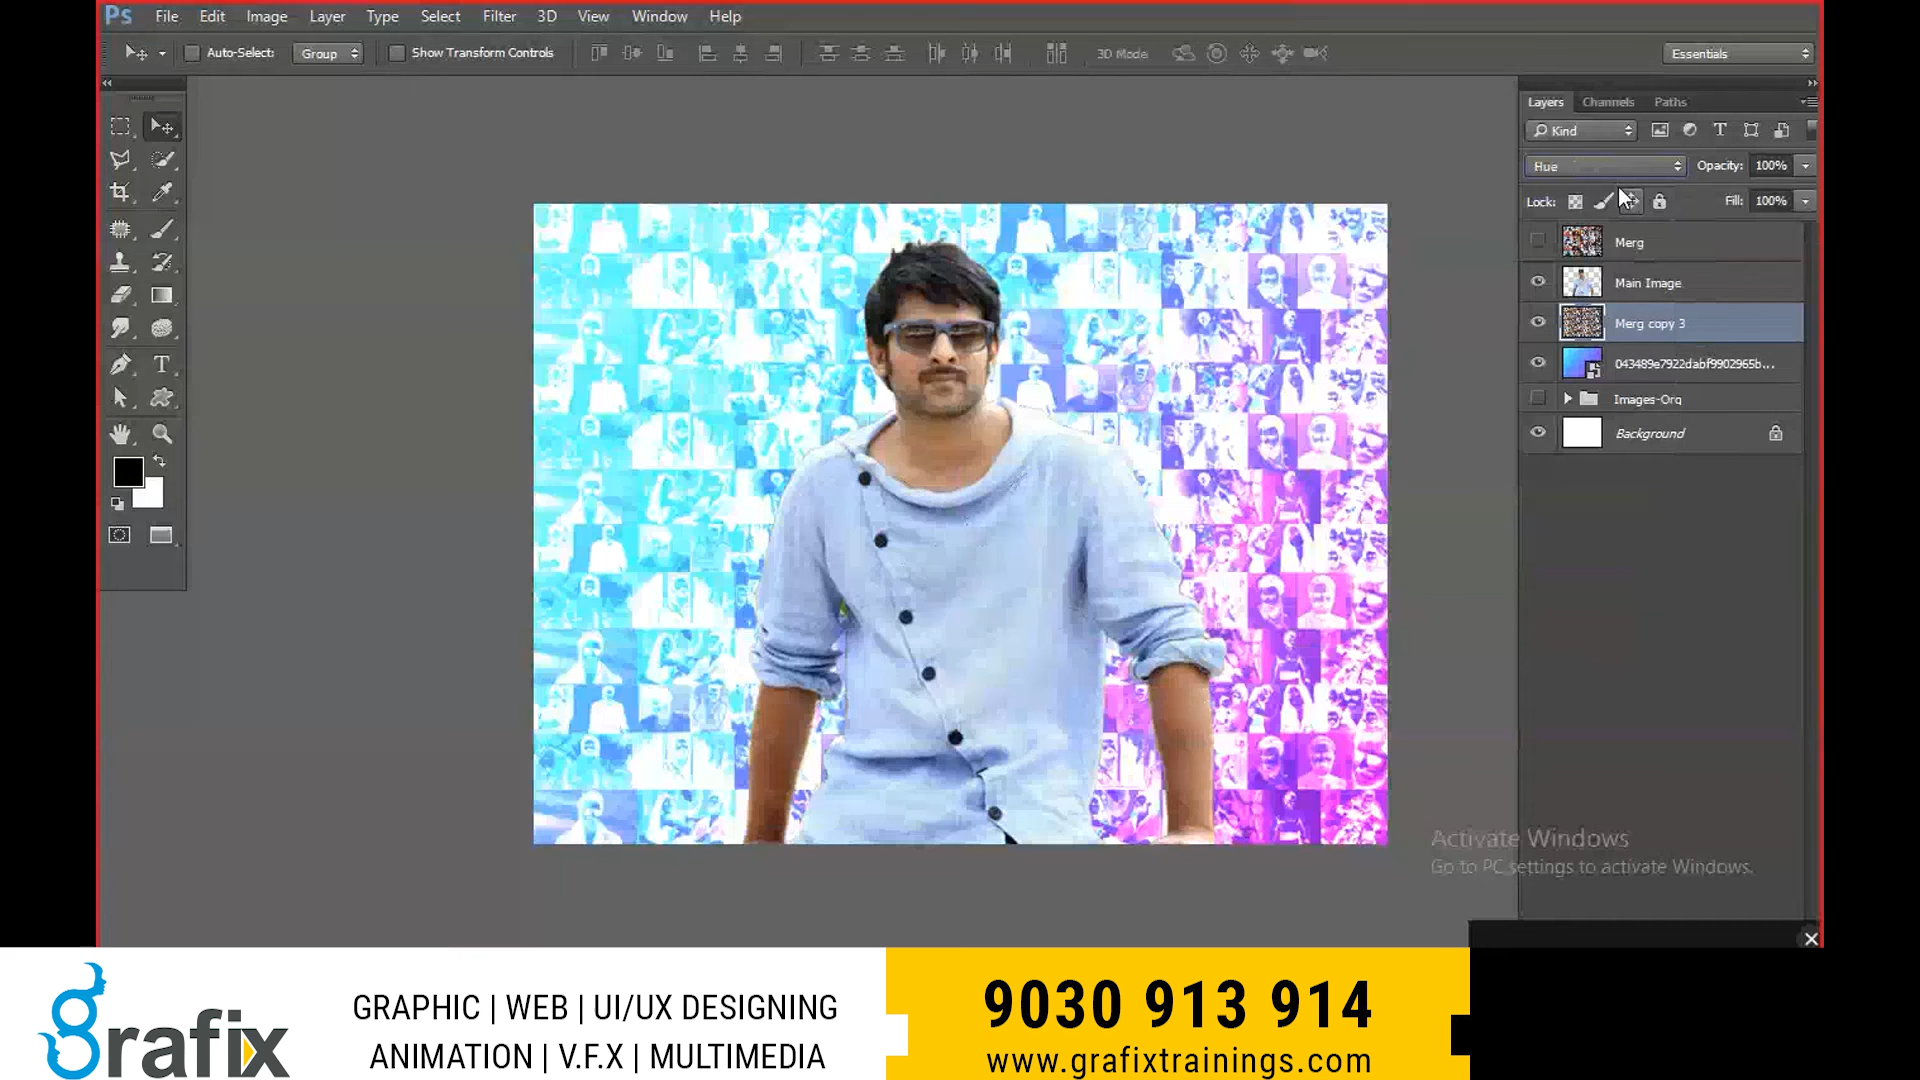 Ps File Edit Image Layer Type Select Filter 3D View Window Help
Auto-Select: Group Show Transform Controls 3D Mode Essentials
Layers Channels Paths
Kind
Hue Opacity: 100%
Lock: Fill: 100%
Merg
Main Image
Merg copy 3
043489e7922dabf9902965b...
Images-Org
Background
Activate Windows
Go to PC settings to activate Windows.
grafix
GRAPHIC | WEB | UI/UX DESIGNING
ANIMATION | V.F.X | MULTIMEDIA
9030 913 914
www.grafixtrainings.com